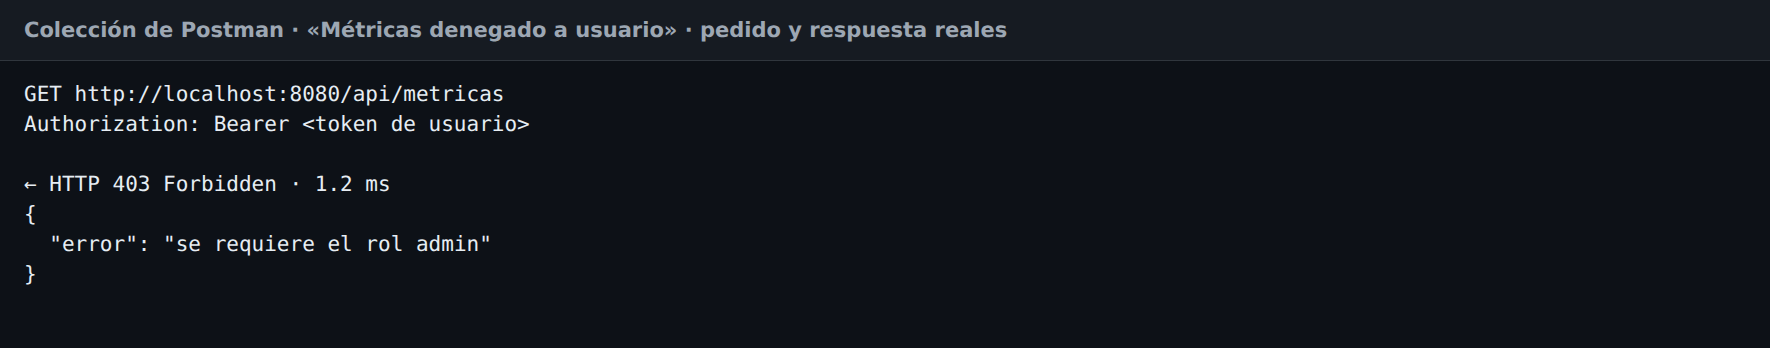 Colección de Postman · «Métricas denegado a usuario» · pedido y respuesta reales
GET http://localhost:8080/api/metricas
Authorization: Bearer <token de usuario>
← HTTP 403 Forbidden · 1.2 ms
{
  "error": "se requiere el rol admin"
}